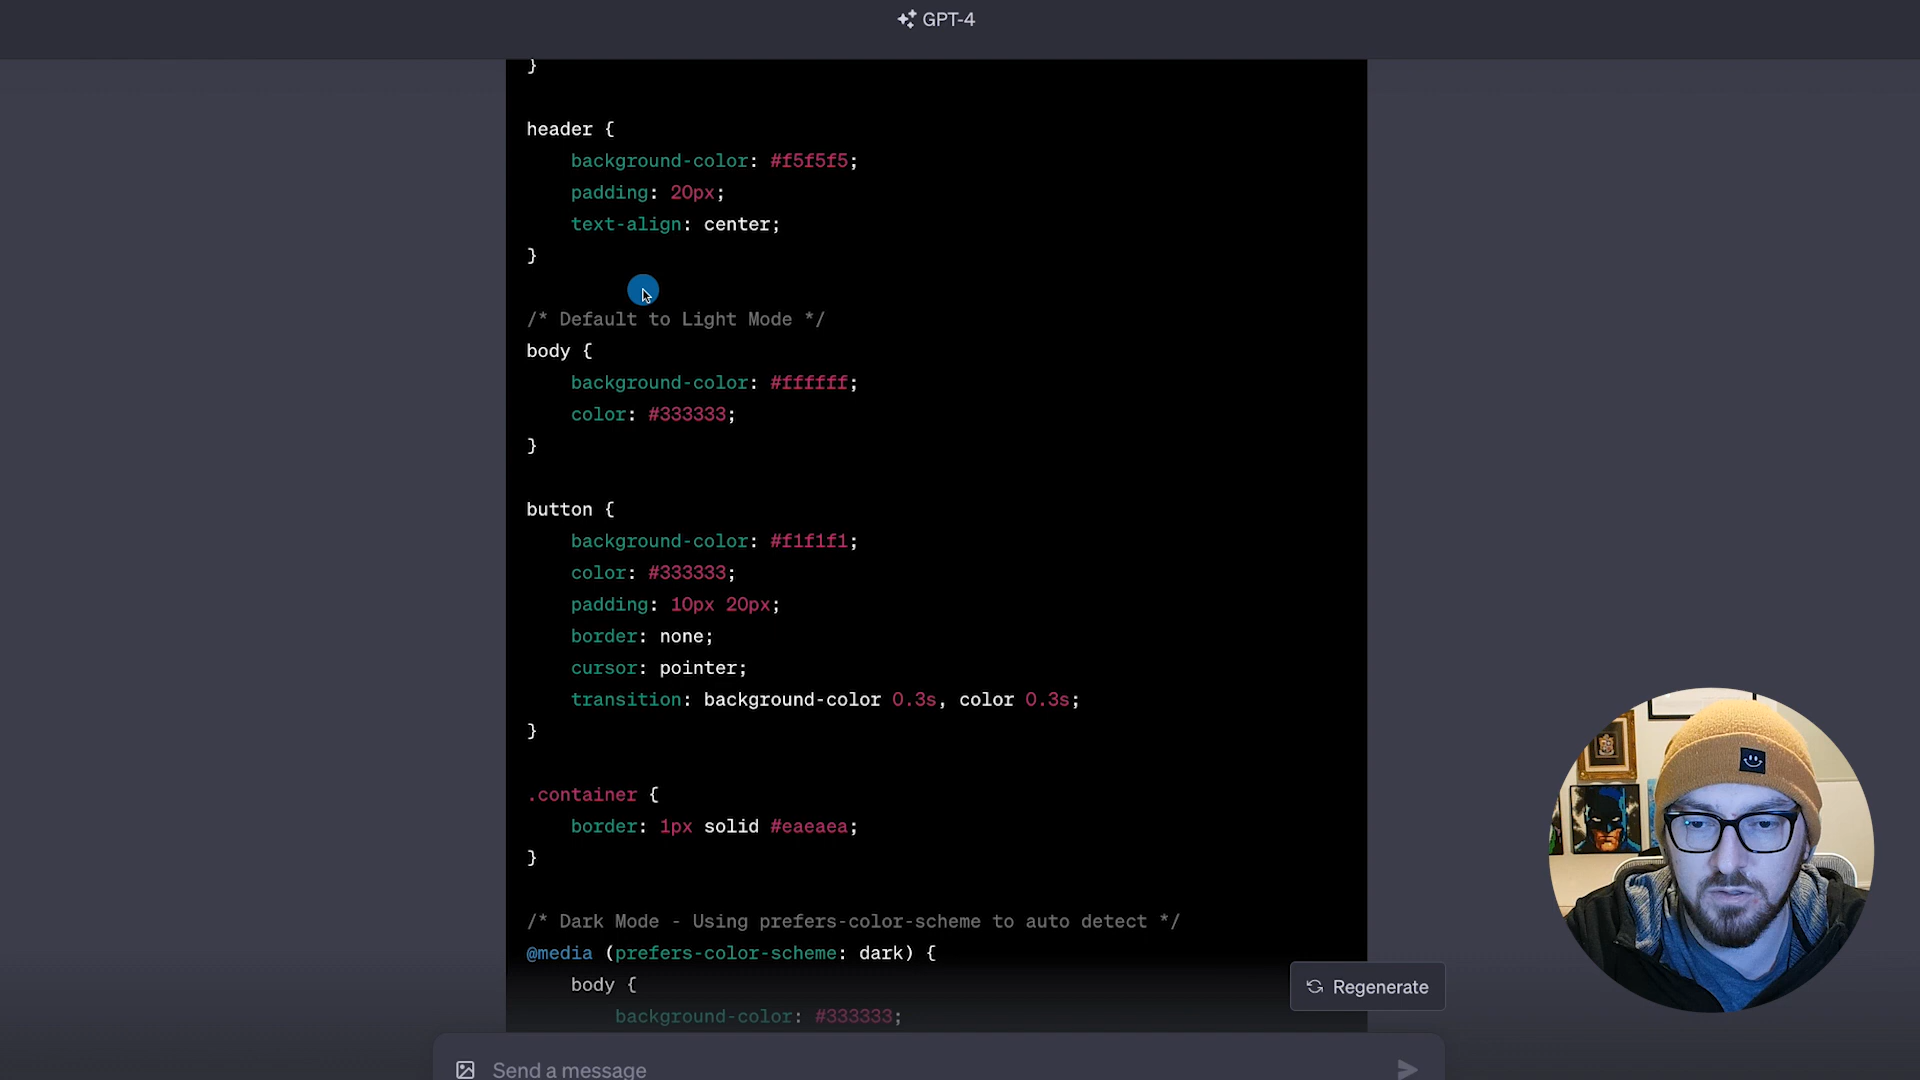 GPT-4
}
header {
background-color: #f5f5f5;
padding: 20px;
text-align: center;
}
/* Default to Light Mode */
body {
background-color: #ffffff;
color: #333333;
}
button {
background-color: #f1f1f1;
color: #333333;
padding: 10px 20px;
border: none;
cursor: pointer;
transition: background-color 0.3s, color 0.3s;
}
.container {
border: 1px solid #eaeaea;
}
/* Dark Mode - Using prefers-color-scheme to auto detect */
@media (prefers-color-scheme: dark) {
body {
background-color: #333333;
Regenerate
Send a message